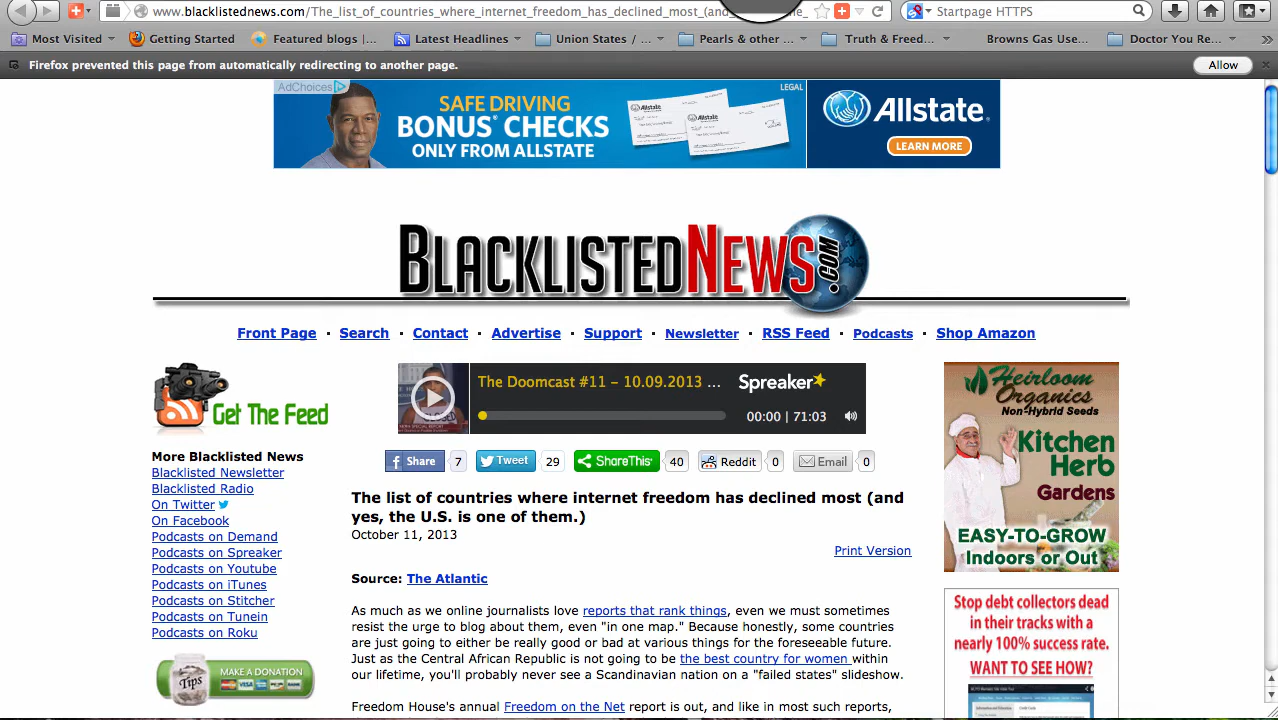 www.blacklistednews.com/The_list_of_countries_where_internet_freedom_has_declined_most_(and_
Startpage HTTPS
Most Visited
Getting Started
Featured blogs |...
Latest Headlines
Union States / ...
Pearls & other ...
Truth & Freed...
Browns Gas Use...
Doctor You Re...
Firefox prevented this page from automatically redirecting to another page.
Allow
AdChoices
SAFE DRIVING
BONUS® CHECKS
ONLY FROM ALLSTATE
LEGAL
Allstate
LEARN MORE
BLACKLISTEDNEWS.COM
Front Page · Search · Contact · Advertise · Support · Newsletter · RSS Feed · Podcasts · Shop Amazon
GET THE FEED
More Blacklisted News
Blacklisted Newsletter
Blacklisted Radio
On Twitter
On Facebook
Podcasts on Demand
Podcasts on Spreaker
Podcasts on Youtube
Podcasts on iTunes
Podcasts on Stitcher
Podcasts on Tunein
Podcasts on Roku
Tips
MAKE A DONATION
The Doomcast #11 – 10.09.2013 ...
Spreaker
00:00 | 71:03
Share 7
Tweet 29
ShareThis 40
Reddit 0
Email 0
The list of countries where internet freedom has declined most (and
yes, the U.S. is one of them.)
October 11, 2013
Print Version
Source: The Atlantic
As much as we online journalists love reports that rank things, even we must sometimes
resist the urge to blog about them, even "in one map." Because honestly, some countries
are just going to either be really good or bad at various things for the foreseeable future.
Just as the Central African Republic is not going to be the best country for women within
our lifetime, you'll probably never see a Scandinavian nation on a "failed states" slideshow.
Freedom House's annual Freedom on the Net report is out, and like in most such reports,
Heirloom
Organics
Non-Hybrid Seeds
Kitchen
Herb
Gardens
EASY-TO-GROW
Indoors or Out
Stop debt collectors dead
in their tracks with a
nearly 100% success rate.
WANT TO SEE HOW?